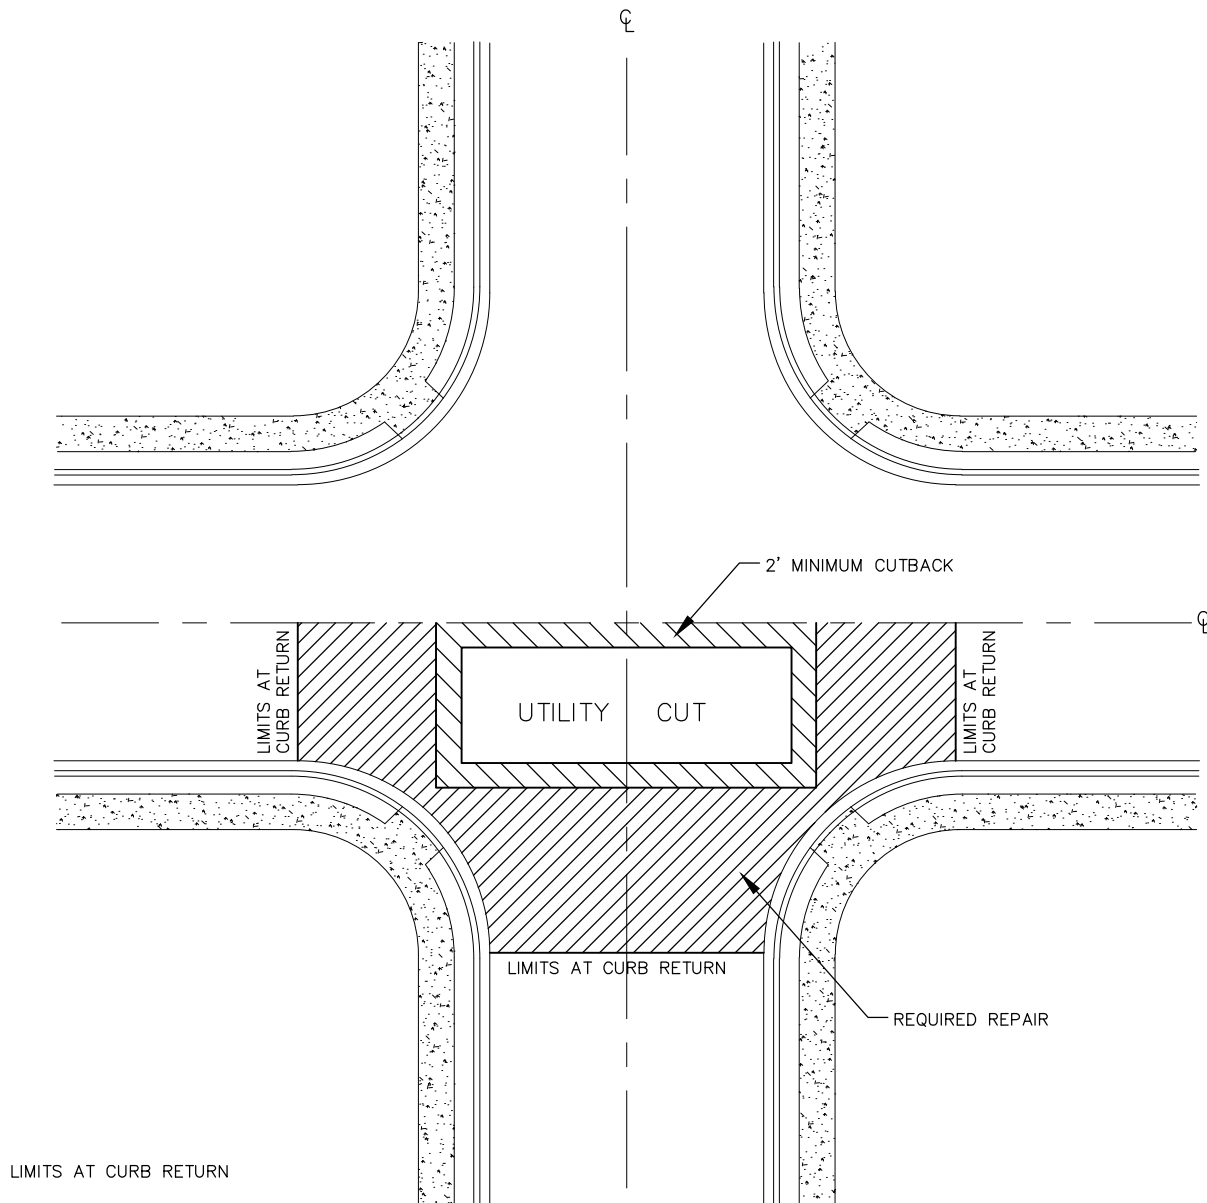 ℄
2' MINIMUM CUTBACK
℄
LIMITS AT
CURB RETURN
UTILITY CUT
LIMITS AT
CURB RETURN
LIMITS AT CURB RETURN
REQUIRED REPAIR
LIMITS AT CURB RETURN